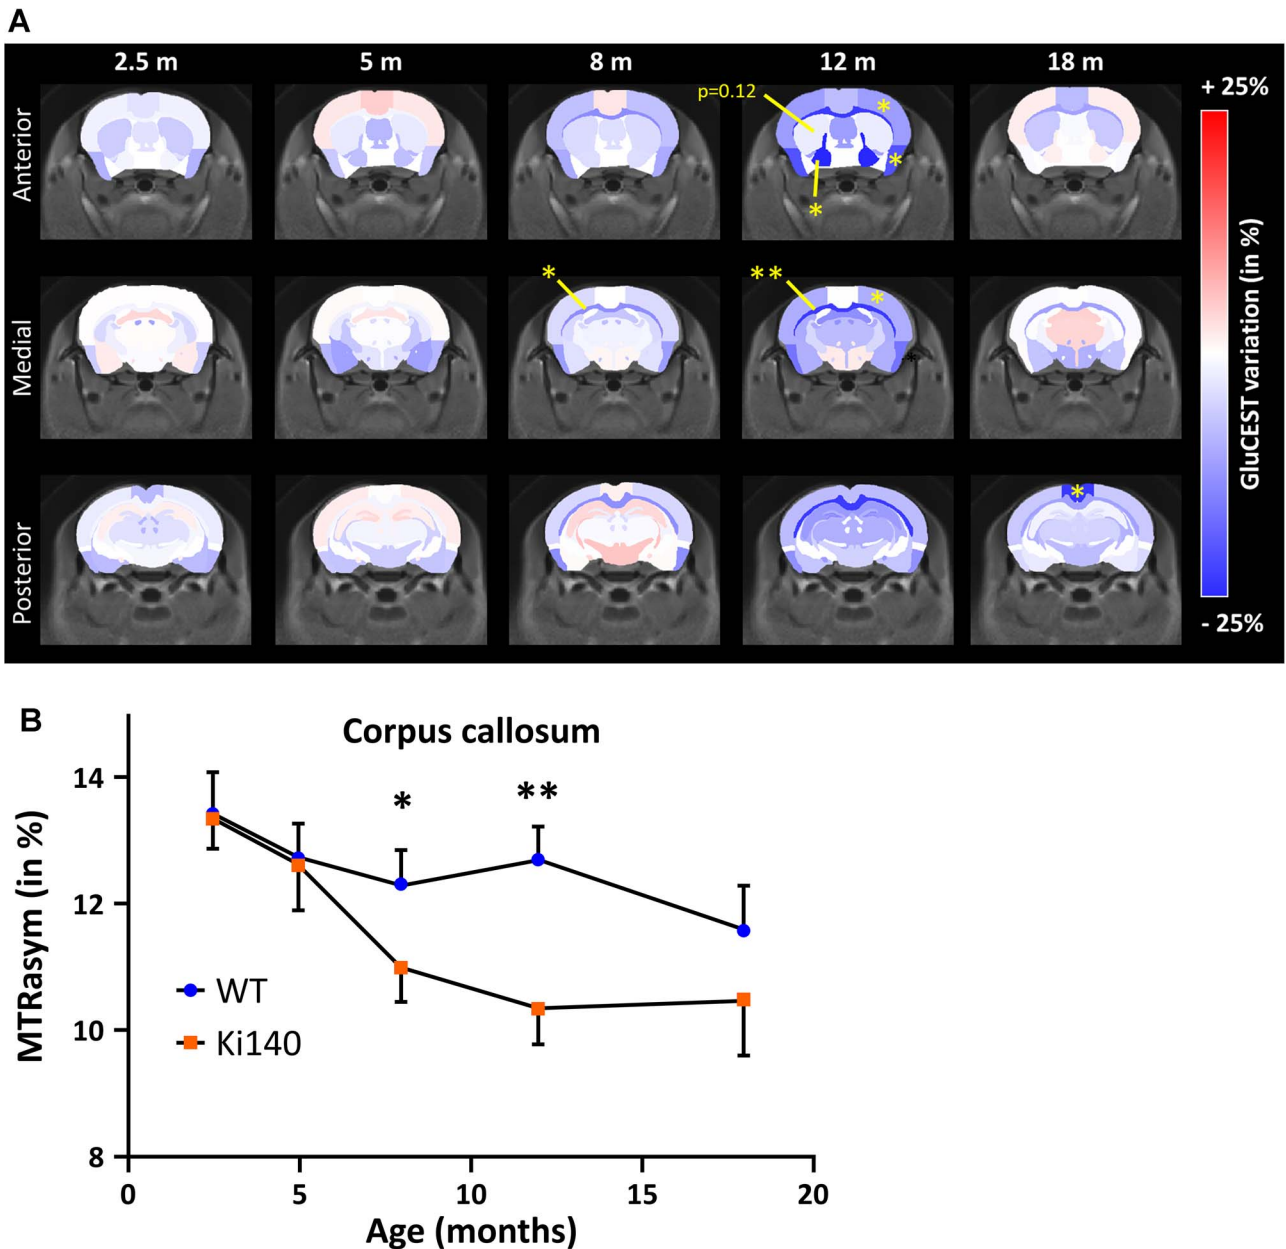 A
2.5 m 5 m 8 m 12 m 18 m
+ 25%
p=0.12
*
Anterior
*
*
* ** *
Medial
*
GluCEST variation (in %)
*
Posterior
- 25%
B
Corpus callosum
14
* **
MTRasym (in %)
12
WT
10
Ki140
8
0 5 10 15 20
Age (months)